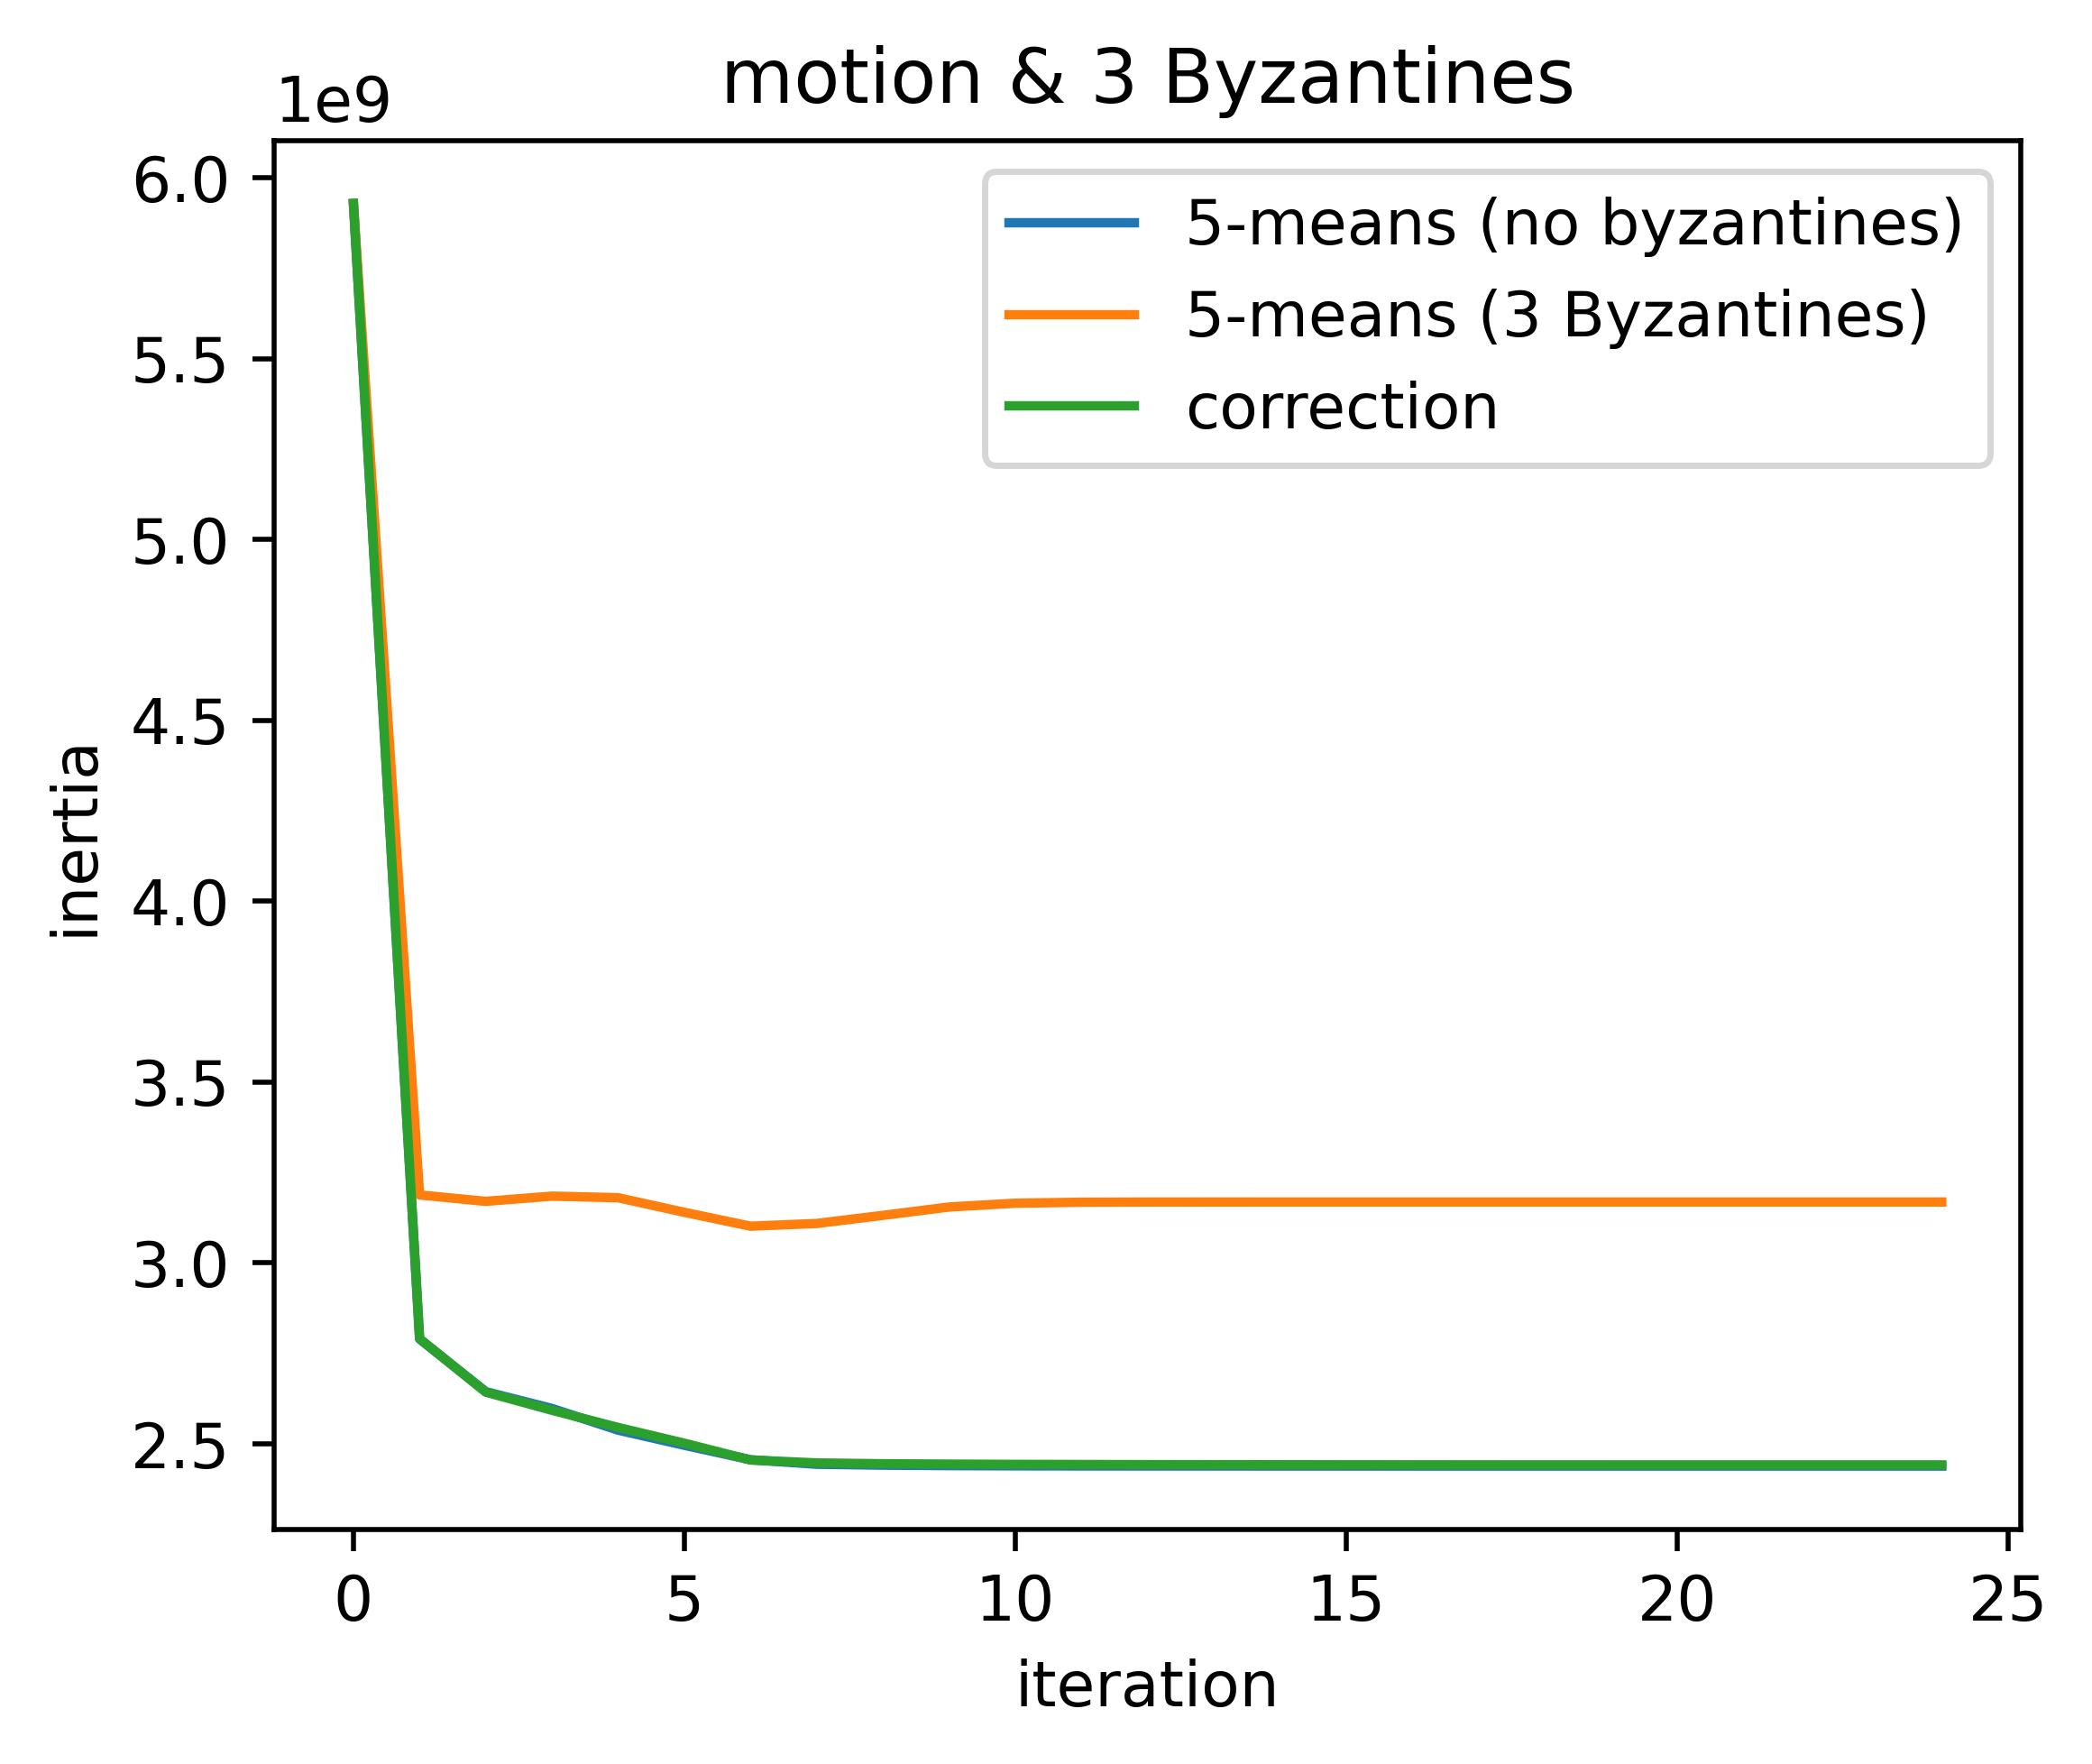 motion & 3 Byzantines
1e9
6.0
5.5
5.0
4.5
4.0
3.5
3.0
2.5
inertia
5-means (no byzantines)
5-means (3 Byzantines)
correction
0 5 10 15 20 25
iteration